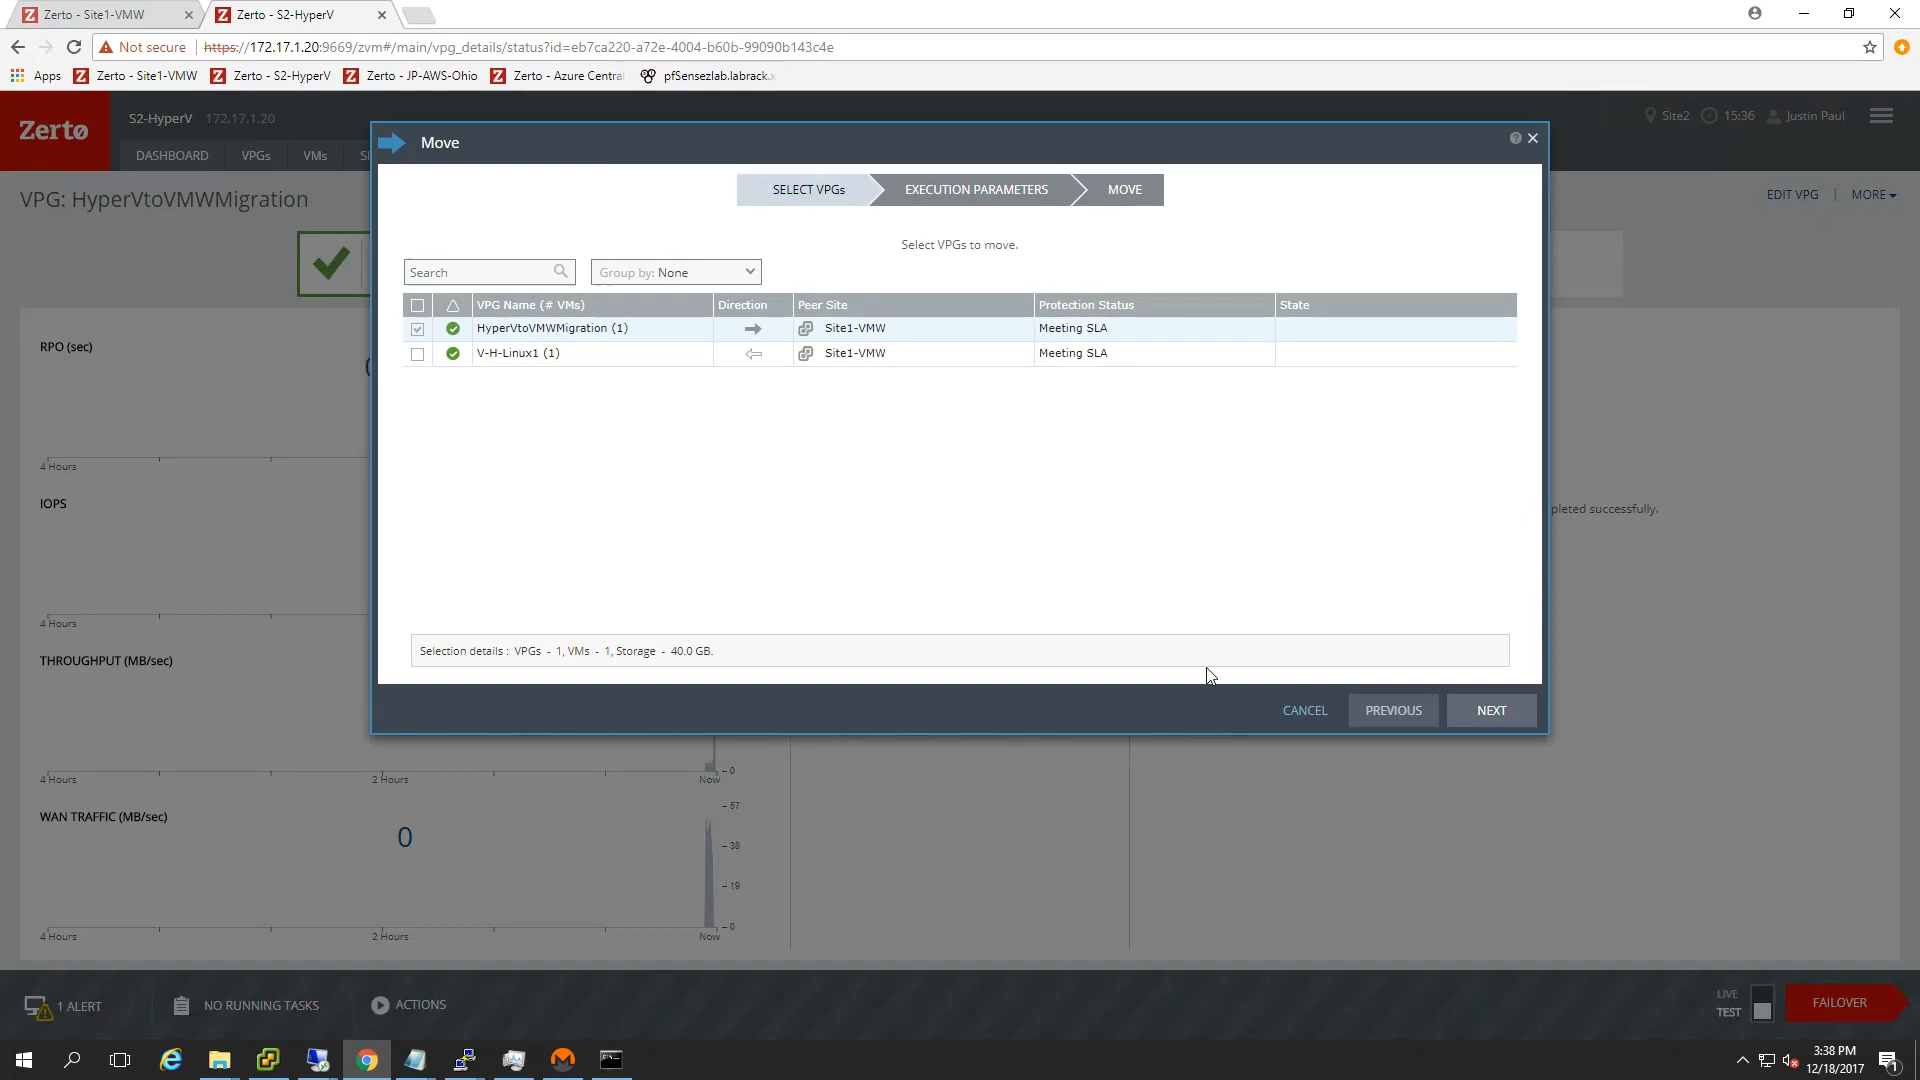 Zerto - Site1-VMW
Zerto - S2-HyperV
Not secure
https://172.17.1.20:9669/zvm#/main/vpg_details/status?id=eb7ca220-a72e-4004-b60b-99090b143c4e
Apps
Zerto - Site1-VMW
Zerto - S2-HyperV
Zerto - JP-AWS-Ohio
Zerto - Azure Central
pfSensezlab.labrack.x
Zerto
S2-HyperV 172.17.1.20
Site2
15:36
Justin Paul
DASHBOARD
VPGs
VMs
Move
VPG: HyperVtoVMWMigration
EDIT VPG | MORE
SELECT VPGs
EXECUTION PARAMETERS
MOVE
Select VPGs to move.
Search
Group by: None
VPG Name (# VMs)
Direction
Peer Site
Protection Status
State
HyperVtoVMWMigration (1)
Site1-VMW
Meeting SLA
V-H-Linux1 (1)
Site1-VMW
Meeting SLA
RPO (sec)
4 Hours
IOPS
4 Hours
pleted successfully.
Selection details : VPGs - 1, VMs - 1, Storage - 40.0 GB.
CANCEL
PREVIOUS
NEXT
THROUGHPUT (MB/sec)
0
4 Hours
2 Hours
Now
WAN TRAFFIC (MB/sec)
0
57
38
19
0
4 Hours
2 Hours
Now
1 ALERT
NO RUNNING TASKS
ACTIONS
LIVE
TEST
FAILOVER
3:38 PM
12/18/2017
1